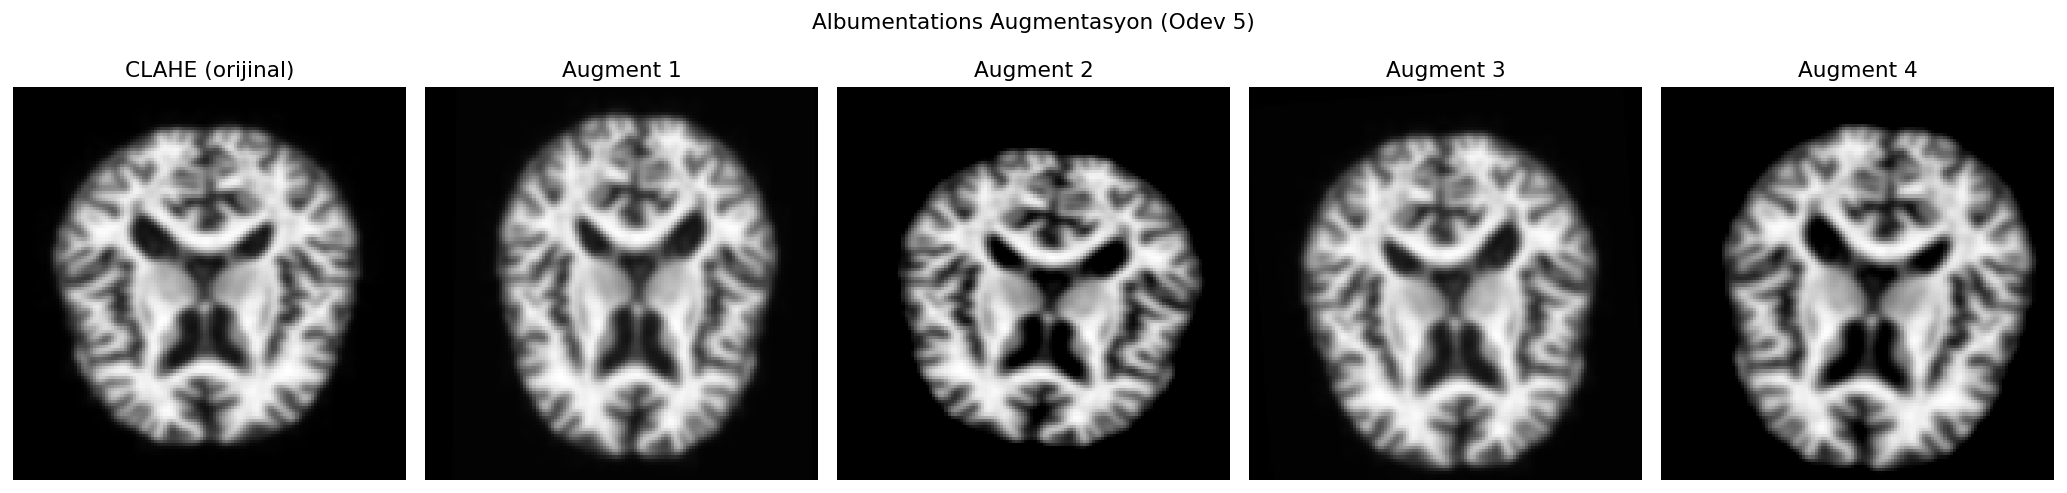 Albumentations Augmentasyon (Odev 5)
CLAHE (orijinal)
Augment 1
Augment 2
Augment 3
Augment 4